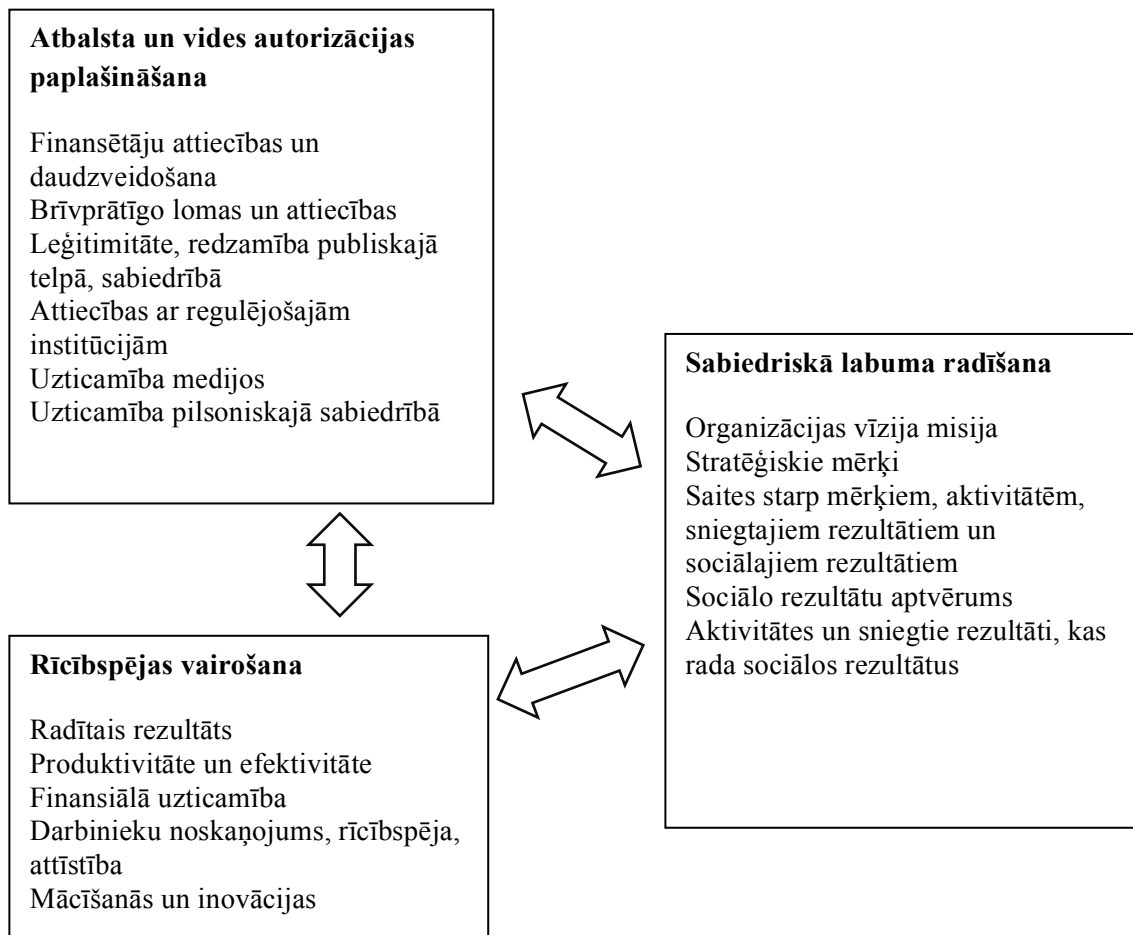 Atbalsta un vides autorizācijas
paplašināšana
Finansētāju attiecības un
daudzveidošana
Brīvprātīgo lomas un attiecības
Leģitimitāte, redzamība publiskajā
telpā, sabiedrībā
Attiecības ar regulējošajām
institūcijām
Uzticamība medijos
Uzticamība pilsoniskajā sabiedrībā
Sabiedriskā labuma radīšana
Organizācijas vīzija misija
Stratēģiskie mērķi
Saites starp mērķiem, aktivitātēm,
sniegtajiem rezultātiem un
sociālajiem rezultātiem
Sociālo rezultātu aptvērums
Aktivitātes un sniegtie rezultāti, kas
rada sociālos rezultātus
Rīcībspējas vairošana
Radītais rezultāts
Produktivitāte un efektivitāte
Finansiālā uzticamība
Darbinieku noskaņojums, rīcībspēja,
attīstība
Mācīšanās un inovācijas